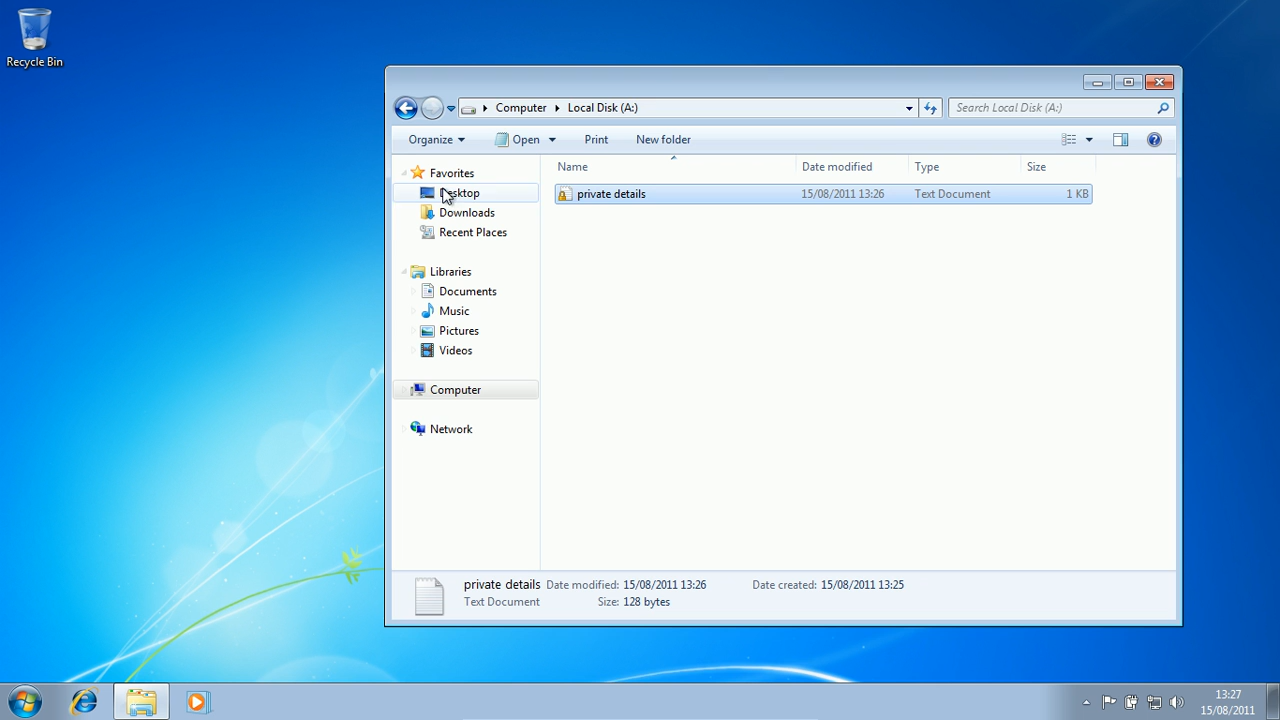 Recycle Bin
Computer Local Disk (A:)
Search Local Disk (A:)
Organize Open Print New folder
Name Date modified Type Size
private details 15/08/2011 13:26 Text Document 1 KB
Favorites
Desktop
Downloads
Recent Places
Libraries
Documents
Music
Pictures
Videos
Computer
Network
private details Date modified: 15/08/2011 13:26 Date created: 15/08/2011 13:25
Text Document Size: 128 bytes
13:27
15/08/2011